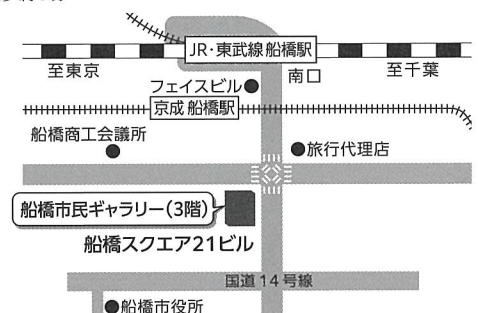 JR・東武線 船橋駅
至東京
南口
至千葉
フェイスビル
京成 船橋駅
船橋商工会議所
旅行代理店
船橋市民ギャラリー(3階)
船橋スクエア21ビル
国道14号線
船橋市役所